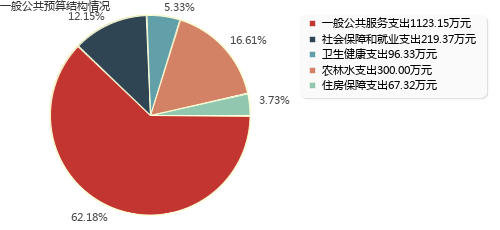 一般公共预算结构情况
12.15%
5.33%
16.61%
3.73%
62.18%
一般公共服务支出1123.15万元
社会保障和就业支出219.37万元
卫生健康支出96.33万元
农林水支出300.00万元
住房保障支出67.32万元